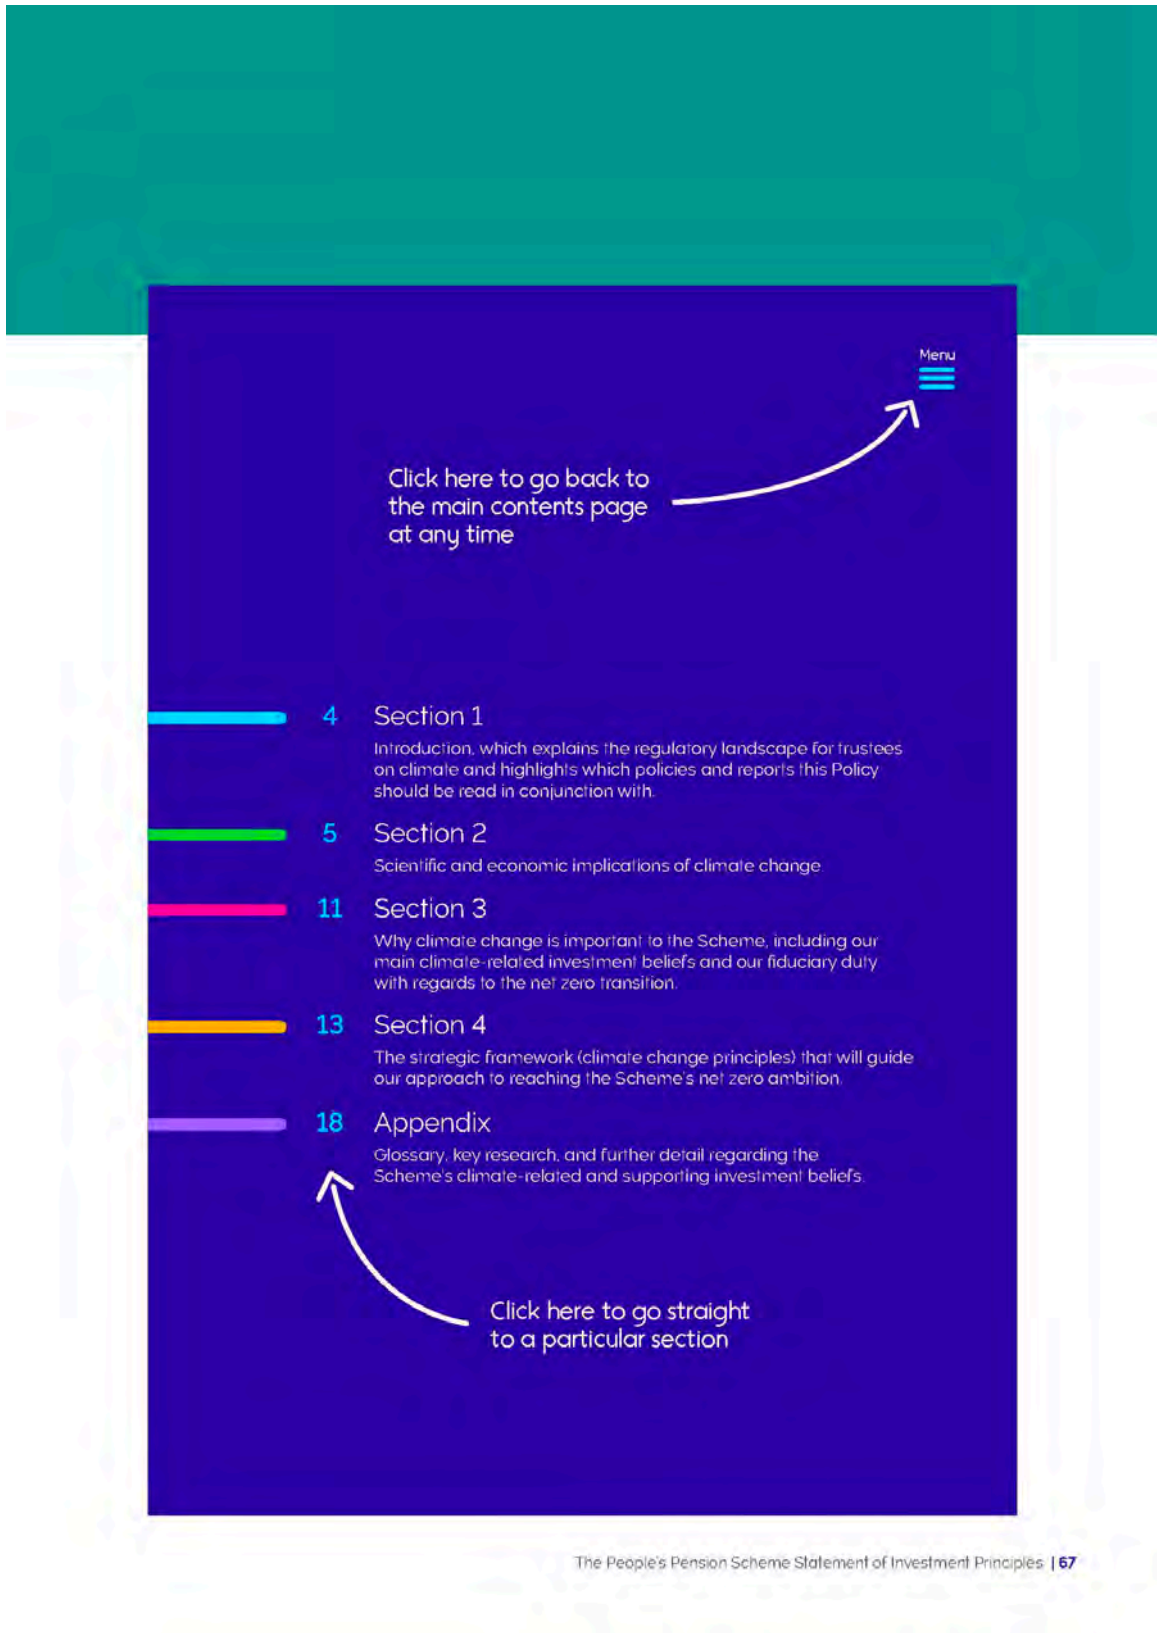 Menu
Click here to go back to
the main contents page
at any time
4 Section 1
Introduction, which explains the regulatory landscape for trustees
on climate and highlights which policies and reports this Policy
should be read in conjunction with.
5 Section 2
Scientific and economic implications of climate change
11 Section 3
Why climate change is important to the Scheme, including our
main climate-related investment beliefs and our fiduciary duty
with regards to the net zero transition.
13 Section 4
The strategic framework (climate change principles) that will guide
our approach to reaching the Scheme's net zero ambition.
18 Appendix
Glossary, key research, and further detail regarding the
Scheme's climate-related and supporting investment beliefs.
Click here to go straight
to a particular section
The People's Pension Scheme Statement of Investment Principles | 67